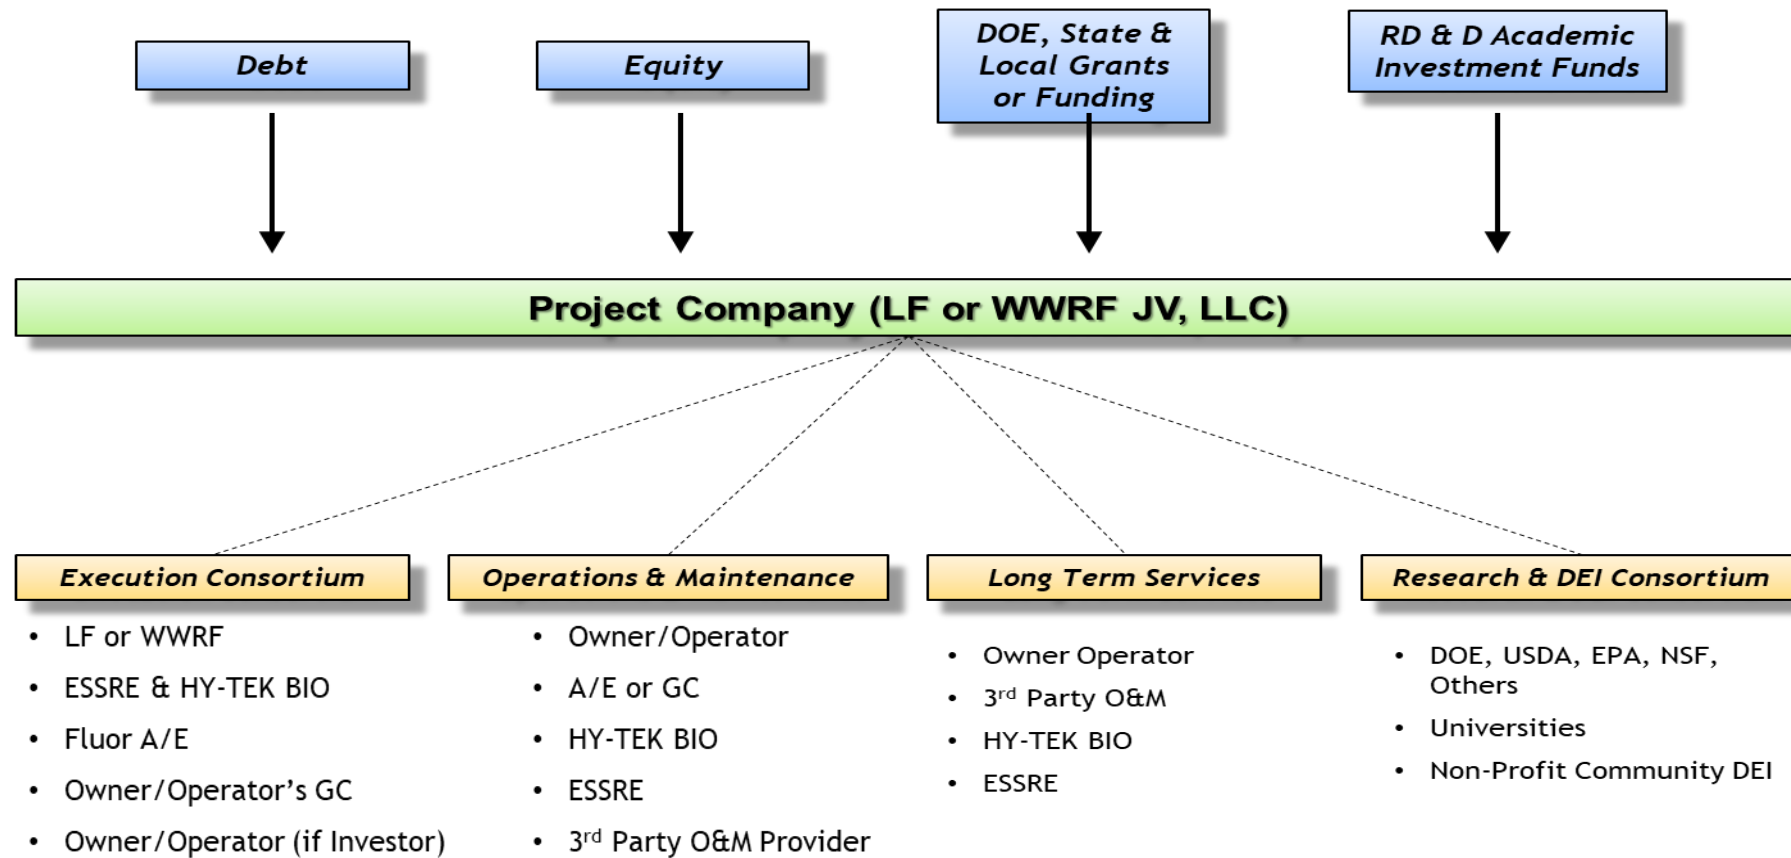 Debt
Equity
DOE, State &
Local Grants
or Funding
RD & D Academic
Investment Funds
Project Company (LF or WWRF JV, LLC)
Execution Consortium
• LF or WWRF
• ESSRE & HY-TEK BIO
• Fluor A/E
• Owner/Operator’s GC
• Owner/Operator (if Investor)
Operations & Maintenance
• Owner/Operator
• A/E or GC
• HY-TEK BIO
• ESSRE
• 3rd Party O&M Provider
Long Term Services
• Owner Operator
• 3rd Party O&M
• HY-TEK BIO
• ESSRE
Research & DEI Consortium
• DOE, USDA, EPA, NSF,
Others
• Universities
• Non-Profit Community DEI